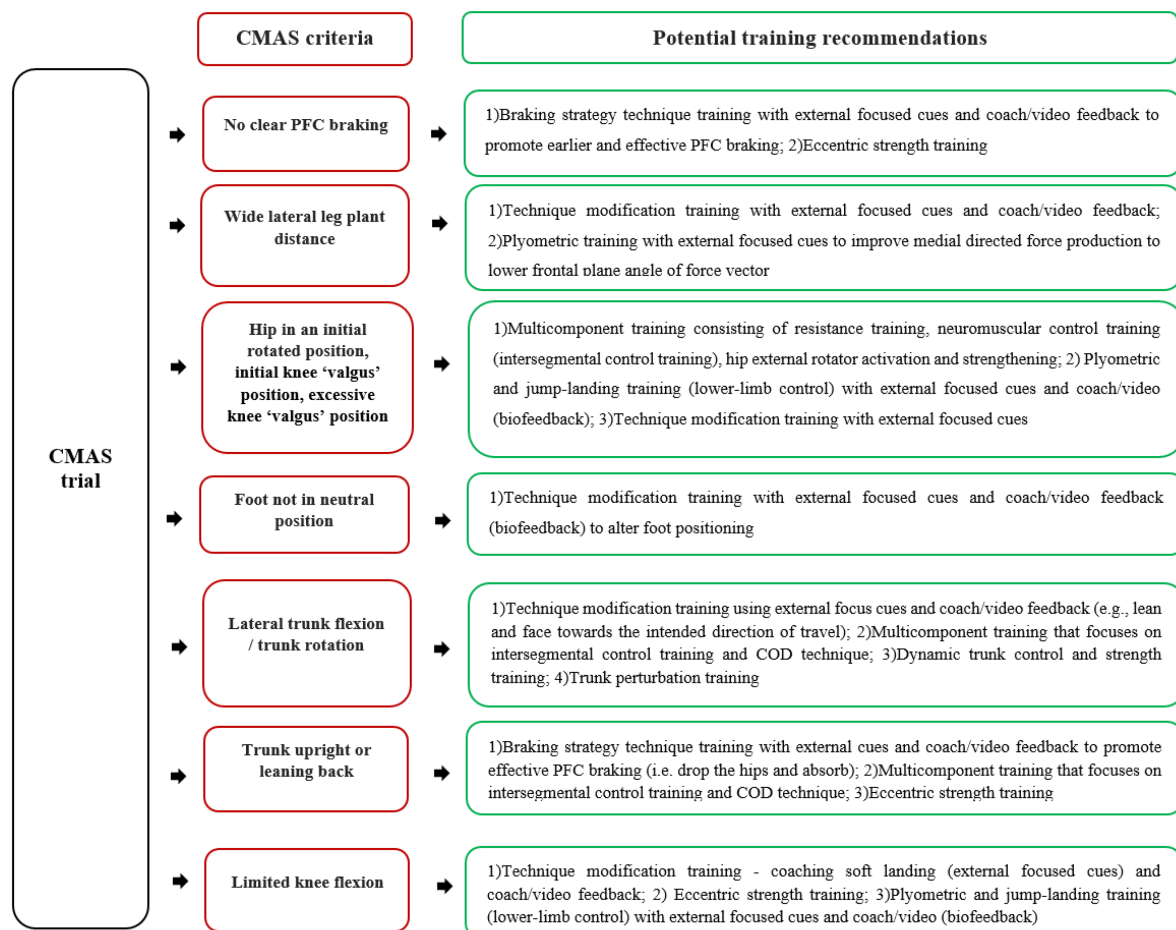 CMAS criteria
Potential training recommendations
CMAS
trial
No clear PFC braking
1)Braking strategy technique training with external focused cues and coach/video feedback to
promote earlier and effective PFC braking; 2)Eccentric strength training
Wide lateral leg plant
distance
1)Technique modification training with external focused cues and coach/video feedback;
2)Plyometric training with external focused cues to improve medial directed force production to
lower frontal plane angle of force vector
Hip in an initial
rotated position,
initial knee ‘valgus’
position, excessive
knee ‘valgus’ position
1)Multicomponent training consisting of resistance training, neuromuscular control training
(intersegmental control training), hip external rotator activation and strengthening; 2) Plyometric
and jump-landing training (lower-limb control) with external focused cues and coach/video
(biofeedback); 3)Technique modification training with external focused cues
Foot not in neutral
position
1)Technique modification training with external focused cues and coach/video feedback
(biofeedback) to alter foot positioning
Lateral trunk flexion
/ trunk rotation
1)Technique modification training using external focus cues and coach/video feedback (e.g., lean
and face towards the intended direction of travel); 2)Multicomponent training that focuses on
intersegmental control training and COD technique; 3)Dynamic trunk control and strength
training; 4)Trunk perturbation training
Trunk upright or
leaning back
1)Braking strategy technique training with external cues and coach/video feedback to promote
effective PFC braking (i.e. drop the hips and absorb); 2)Multicomponent training that focuses on
intersegmental control training and COD technique; 3)Eccentric strength training
Limited knee flexion
1)Technique modification training - coaching soft landing (external focused cues) and
coach/video feedback; 2) Eccentric strength training; 3)Plyometric and jump-landing training
(lower-limb control) with external focused cues and coach/video (biofeedback)